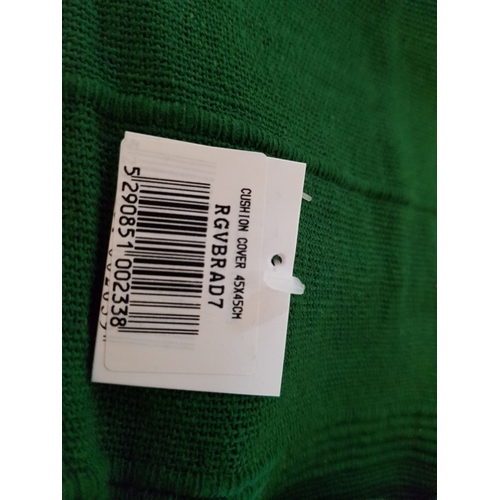 CUSHION COVER 45X45CM
RGVBRAD7
5 290851 002338